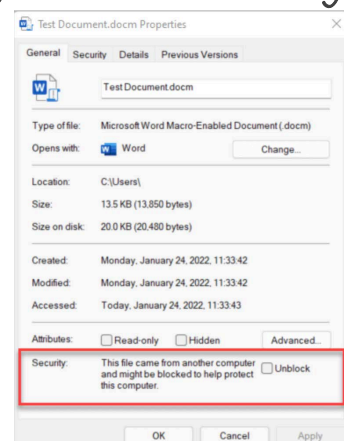 Test Document.docm Properties
General Security Details Previous Versions
Test Document.docm
Type of file: Microsoft Word Macro-Enabled Document (.docm)
Opens with: Word Change...
Location: C:\Users\
Size: 13.5 KB (13,850 bytes)
Size on disk: 20.0 KB (20,480 bytes)
Created: Monday, January 24, 2022, 11:33:42
Modified: Monday, January 24, 2022, 11:33:42
Accessed: Today, January 24, 2022, 11:33:43
Attributes: Read-only Hidden Advanced...
Security: This file came from another computer
and might be blocked to help protect Unblock
this computer.
OK Cancel Apply